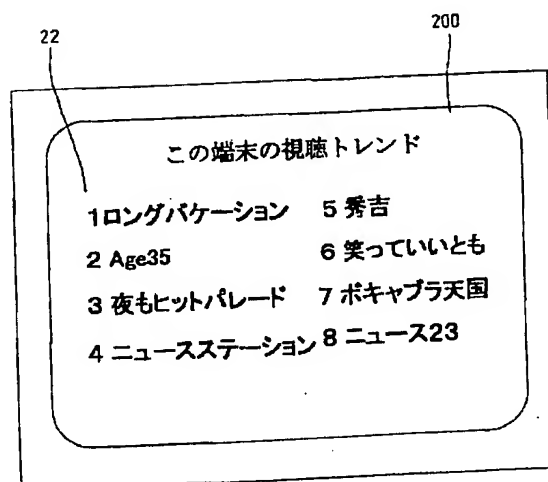 22
200
この端末の視聴トレンド
1ロングバケーション
2 Age35
3 夜もヒットパレード
4 ニュースステーション
5 秀吉
6 笑っていいとも
7 ボキャブラ天国
8 ニュース23